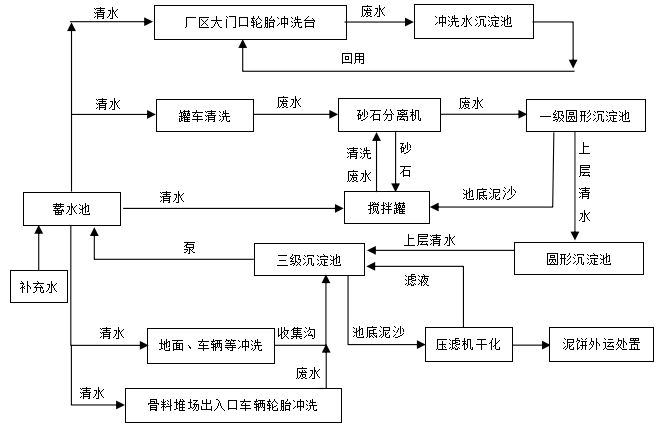 清水
厂区大门口轮胎冲洗台
废水
冲洗水沉淀池
回用
清水
罐车清洗
废水
砂石分离机
废水
一级圆形沉淀池
清洗废水
砂石
上层清水
池底泥沙
蓄水池
清水
搅拌罐
上层清水
圆形沉淀池
泵
三级沉淀池
滤液
补充水
清水
地面、车辆等冲洗
收集沟
池底泥沙
压滤机干化
泥饼外运处置
废水
清水
骨料堆场出入口车辆轮胎冲洗